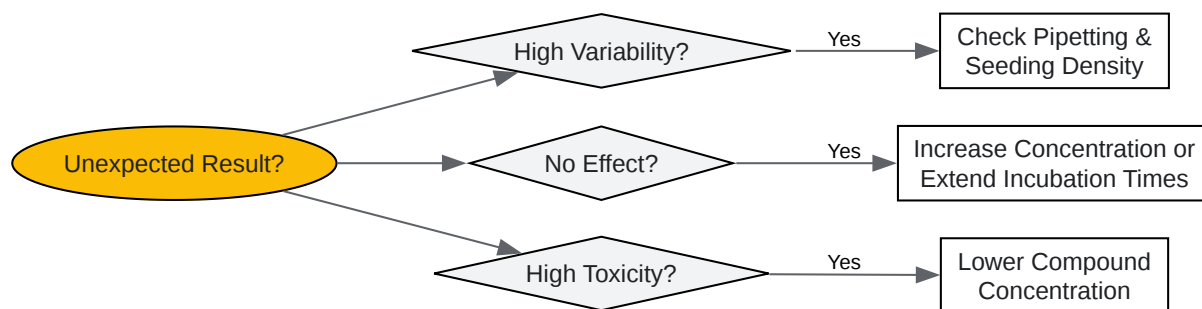 Unexpected Result?
High Variability?
Yes
Check Pipetting &
Seeding Density
No Effect?
Yes
Increase Concentration or
Extend Incubation Times
High Toxicity?
Yes
Lower Compound
Concentration